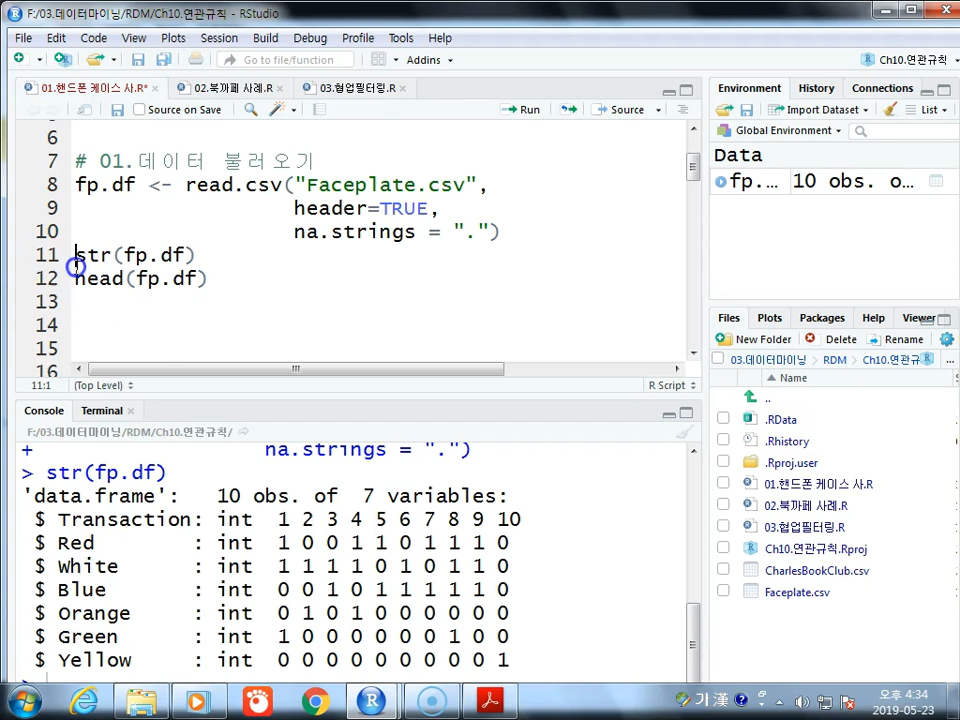 F:/03.데이터마이닝/RDM/Ch10.연관규칙 - RStudio
File Edit Code View Plots Session Build Debug Profile Tools Help
Go to file/function Addins Ch10.연관규칙
01.핸드폰 케이스 사.R* 02.북까페 사례.R 03.협업필터링.R
Source on Save Run Source
6
7 # 01.데이터 불러오기
8 fp.df <- read.csv("Faceplate.csv",
9 header=TRUE,
10 na.strings = ".")
11 str(fp.df)
12 head(fp.df)
13
14
15
16
11:1 (Top Level) R Script
Console Terminal
F:/03.데이터마이닝/RDM/Ch10.연관규칙/
+ na.strings = ".")
> str(fp.df)
'data.frame': 10 obs. of 7 variables:
$ Transaction: int 1 2 3 4 5 6 7 8 9 10
$ Red : int 1 0 0 1 1 0 1 1 1 0
$ White : int 1 1 1 1 0 1 0 1 1 0
$ Blue : int 0 0 1 0 1 1 1 1 1 0
$ Orange : int 0 1 0 1 0 0 0 0 0 0
$ Green : int 1 0 0 0 0 0 0 1 0 0
$ Yellow : int 0 0 0 0 0 0 0 0 0 1
>
Environment History Connections
Import Dataset List
Global Environment
Data
fp.... 10 obs. o...
Files Plots Packages Help Viewer
New Folder Delete Rename
03.데이터마이닝 RDM Ch10.연관규 ...
Name
..
.RData
.Rhistory
.Rproj.user
01.핸드폰 케이스 사.R
02.북까페 사례.R
03.협업필터링.R
Ch10.연관규칙.Rproj
CharlesBookClub.csv
Faceplate.csv
가 漢
오후 4:34
2019-05-23